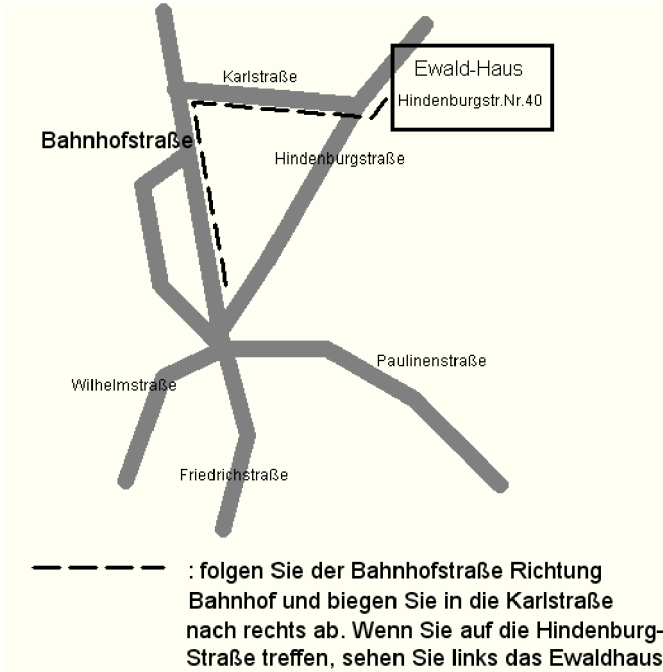 Karlstraße
Ewald-Haus
Hindenburgstr.Nr.40
Bahnhofstraße
Hindenburgstraße
Paulinenstraße
Wilhelmstraße
Friedrichstraße
: folgen Sie der Bahnhofstraße Richtung
Bahnhof und biegen Sie in die Karlstraße
nach rechts ab. Wenn Sie auf die Hindenburg-
Straße treffen, sehen Sie links das Ewaldhaus